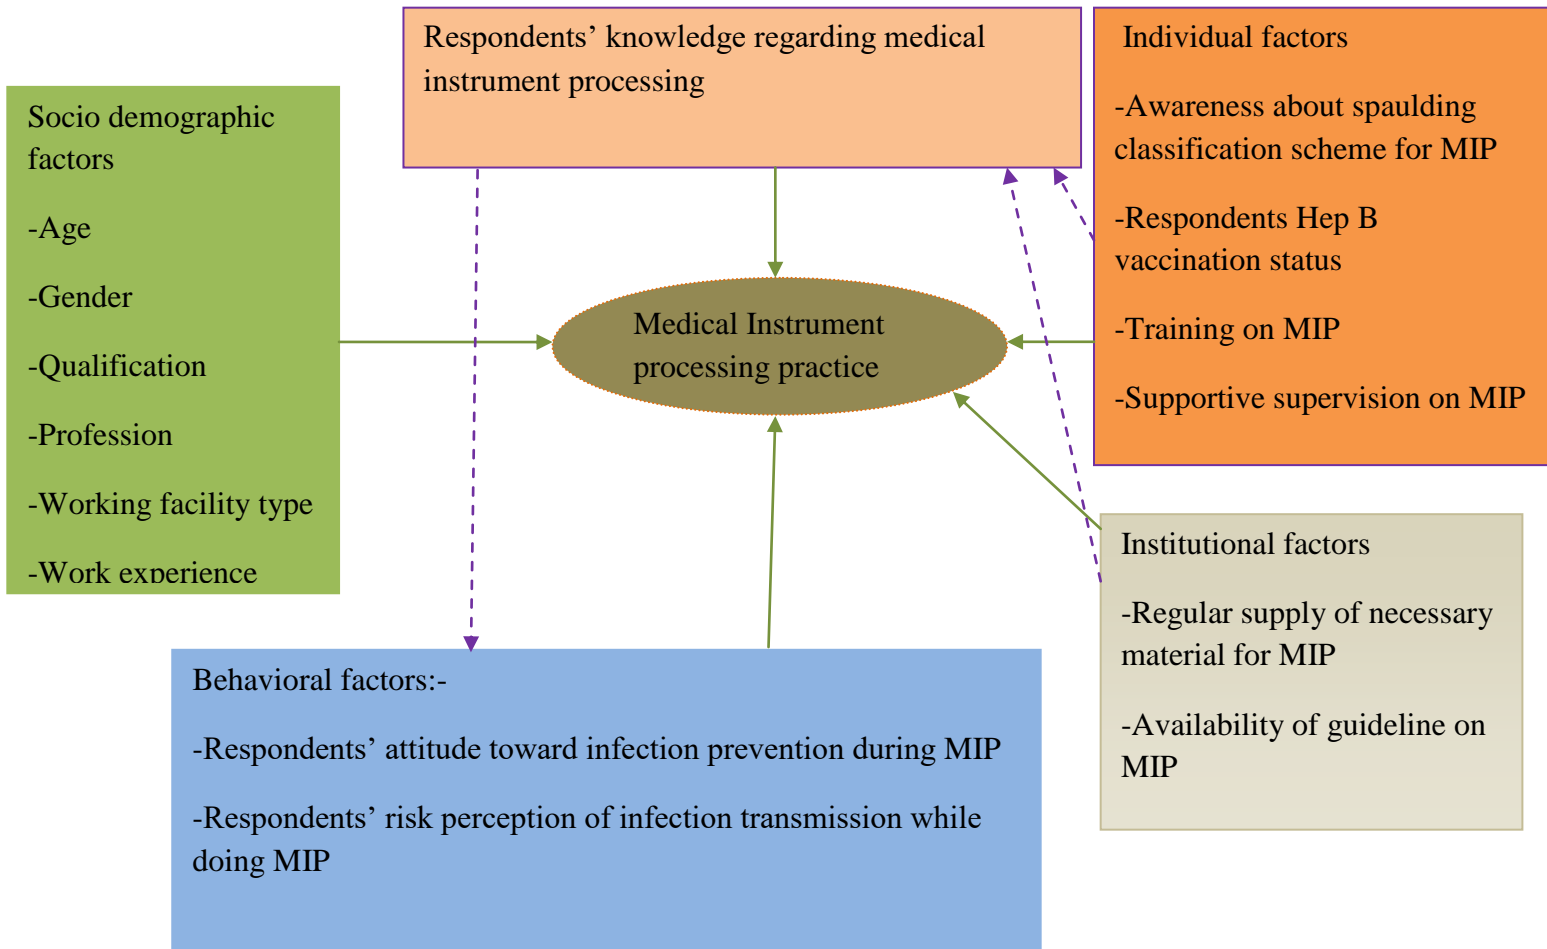 Respondents’ knowledge regarding medical
instrument processing
Individual factors
-Awareness about spaulding
classification scheme for MIP
-Respondents Hep B
vaccination status
-Training on MIP
-Supportive supervision on MIP
Socio demographic
factors
-Age
-Gender
-Qualification
-Profession
-Working facility type
-Work experience
Medical Instrument
processing practice
Institutional factors
-Regular supply of necessary
material for MIP
-Availability of guideline on
MIP
Behavioral factors:-
-Respondents’ attitude toward infection prevention during MIP
-Respondents’ risk perception of infection transmission while
doing MIP